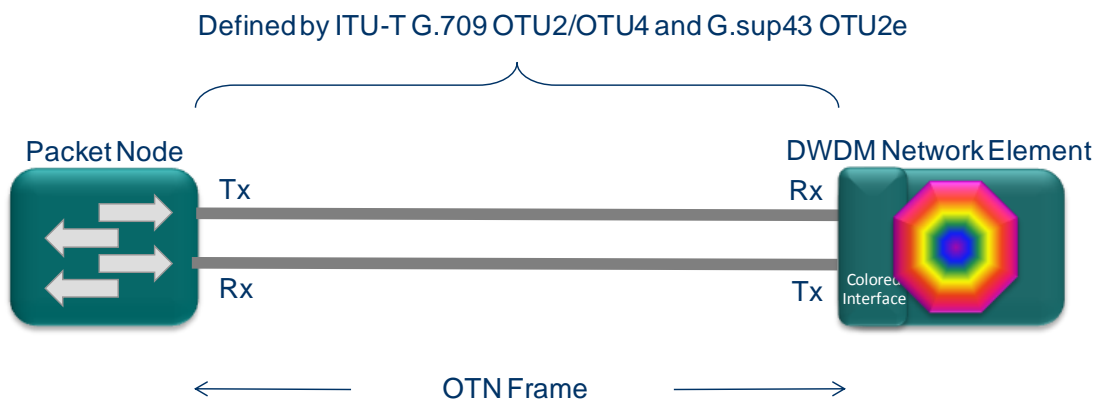 Defined by ITU-T G.709 OTU2/OTU4 and G.sup43 OTU2e
Packet Node
DWDM Network Element
Tx
Rx
Rx
Tx
Colored
Interface
OTN Frame